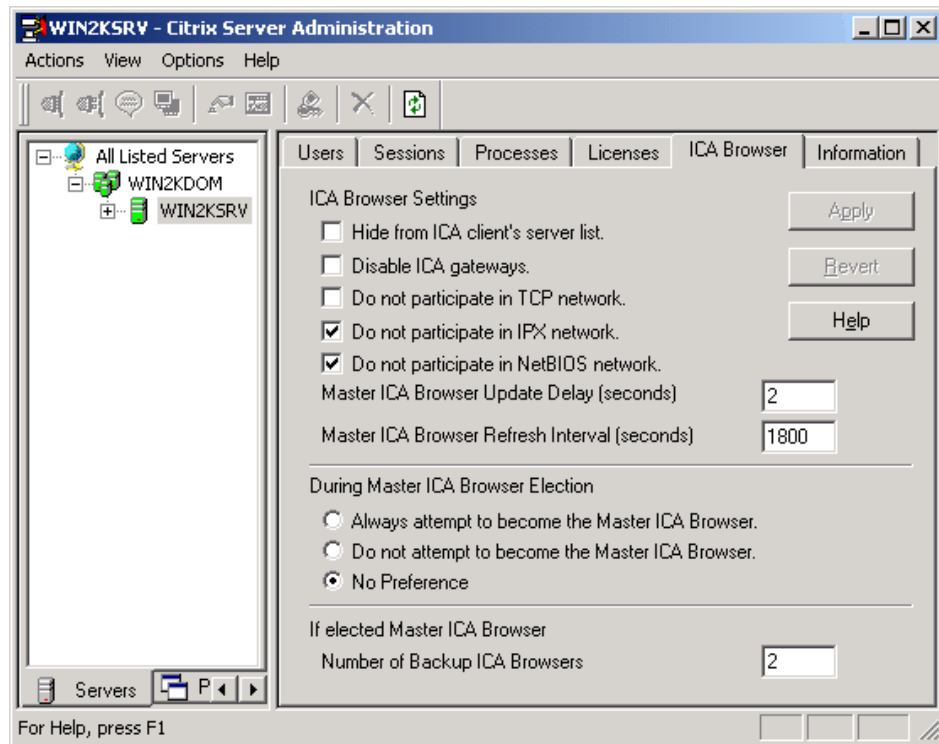 WIN2KSRV - Citrix Server Administration
Actions View Options Help
All Listed Servers
WIN2KDOM
WIN2KSRV
Users Sessions Processes Licenses ICA Browser Information
ICA Browser Settings
Apply
Hide from ICA client's server list.
Disable ICA gateways.
Revert
Do not participate in TCP network.
Help
Do not participate in IPX network.
Do not participate in NetBIOS network.
Master ICA Browser Update Delay (seconds) 2
Master ICA Browser Refresh Interval (seconds) 1800
During Master ICA Browser Election
Always attempt to become the Master ICA Browser.
Do not attempt to become the Master ICA Browser.
No Preference
If elected Master ICA Browser
Number of Backup ICA Browsers 2
Servers P
For Help, press F1